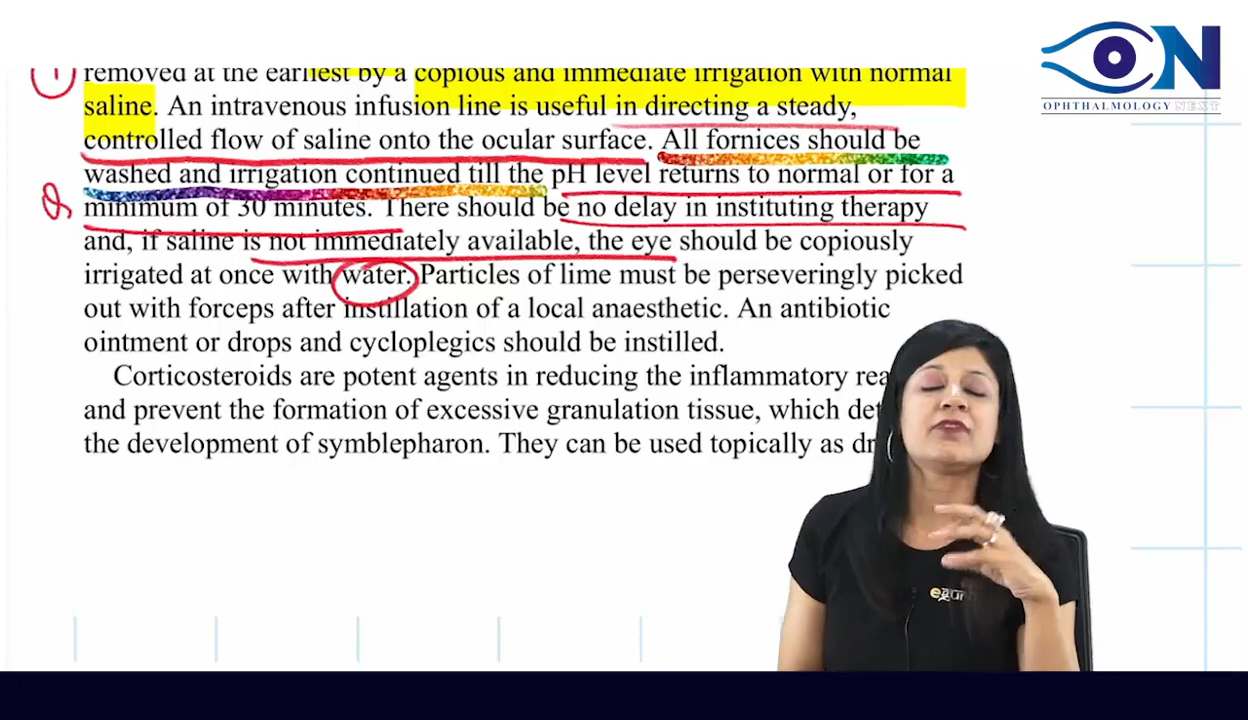 ON
OPHTHALMOLOGY NEXT
removed at the earliest by a copious and immediate irrigation with normal
saline. An intravenous infusion line is useful in directing a steady,
controlled flow of saline onto the ocular surface. All fornices should be
washed and irrigation continued till the pH level returns to normal or for a
minimum of 30 minutes. There should be no delay in instituting therapy
and, if saline is not immediately available, the eye should be copiously
irrigated at once with water. Particles of lime must be perseveringly picked
out with forceps after instillation of a local anaesthetic. An antibiotic
ointment or drops and cycloplegics should be instilled.
Corticosteroids are potent agents in reducing the inflammatory rea
and prevent the formation of excessive granulation tissue, which det
the development of symblepharon. They can be used topically as dr